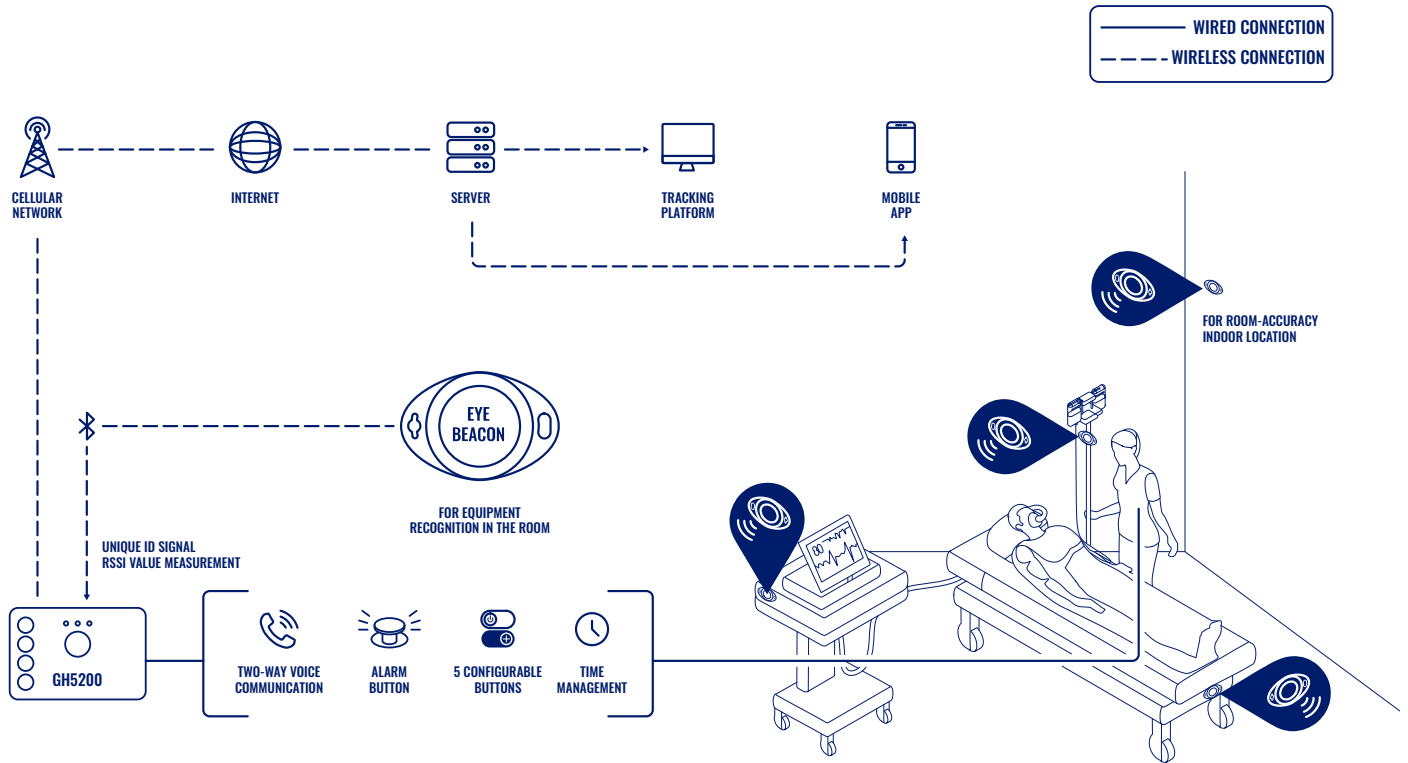 WIRED CONNECTION
WIRELESS CONNECTION
CELLULAR
NETWORK
INTERNET
SERVER
TRACKING
PLATFORM
MOBILE
APP
FOR ROOM-ACCURACY
INDOOR LOCATION
EYE
BEACON
FOR EQUIPMENT
RECOGNITION IN THE ROOM
UNIQUE ID SIGNAL
RSSI VALUE MEASUREMENT
GH5200
TWO-WAY VOICE
COMMUNICATION
ALARM
BUTTON
5 CONFIGURABLE
BUTTONS
TIME
MANAGEMENT